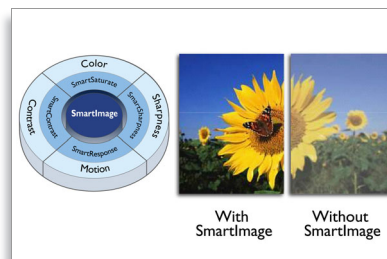 Color
SmartSaturate
Contrast
SmartContrast
SmartImage
SmartSharpness
Sharpness
SmartResponse
Motion
With
SmartImage
Without
SmartImage